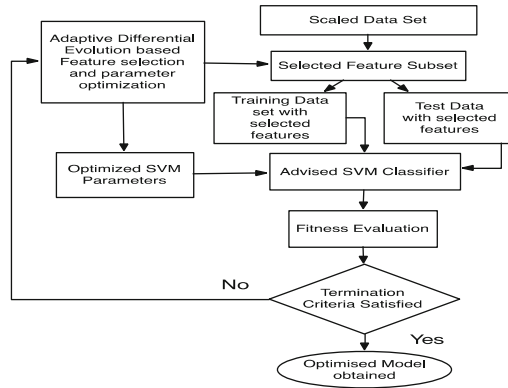 Scaled Data Set
Adaptive Differential
Evolution based
Feature selection
and parameter
optimization
Selected Feature Subset
Training Data
set with
selected
features
Test Data
with selected
features
Optimized SVM
Parameters
Advised SVM Classifier
Fitness Evaluation
No
Termination
Criteria Satisfied
Yes
Optimised Model
obtained